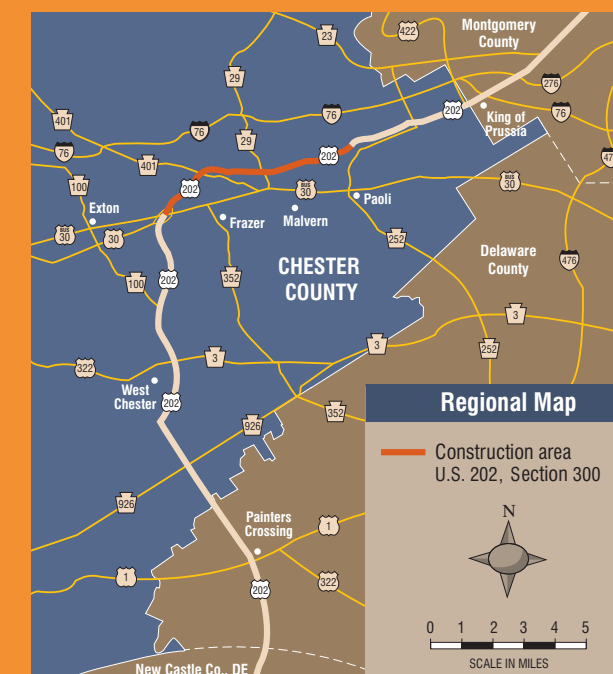 Montgomery
County
422
23
29
276
76
202
King of
Prussia
76
401
76
29
76
202
47
401
100
202
BUS
30
BUS
30
Paoli
Exton
Frazer
Malvern
BUS
30
30
252
Delaware
County
CHESTER
COUNTY
476
100
202
352
3
3
3
252
322
West
Chester
202
352
926
926
Painters
Crossing
1
1
322
202
New Castle Co., DE
Regional Map
Construction area
U.S. 202, Section 300
N
0 1 2 3 4 5
SCALE IN MILES